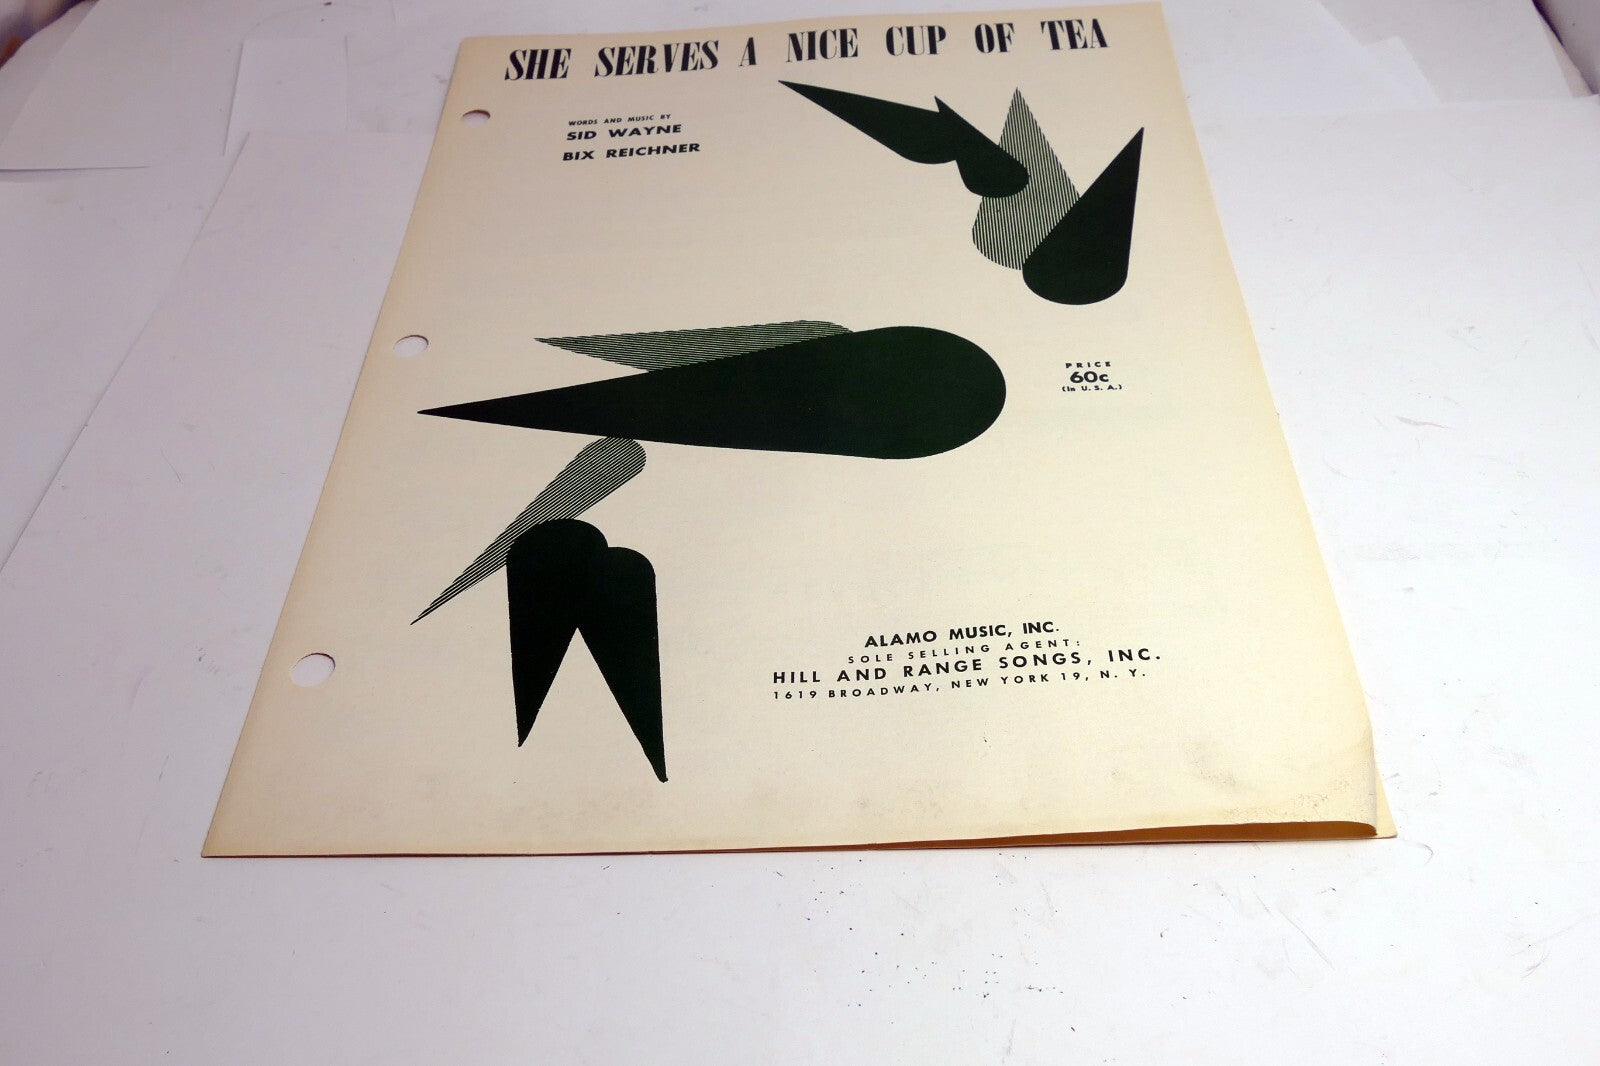 SHE SERVES A NICE CUP OF TEA
WORDS AND MUSIC BY
SID WAYNE
BIX REICHNER
PRICE
60c
(In U. S. A.)
ALAMO MUSIC, INC.
SOLE SELLING AGENT:
HILL AND RANGE SONGS, INC.
1619 BROADWAY, NEW YORK 19, N. Y.